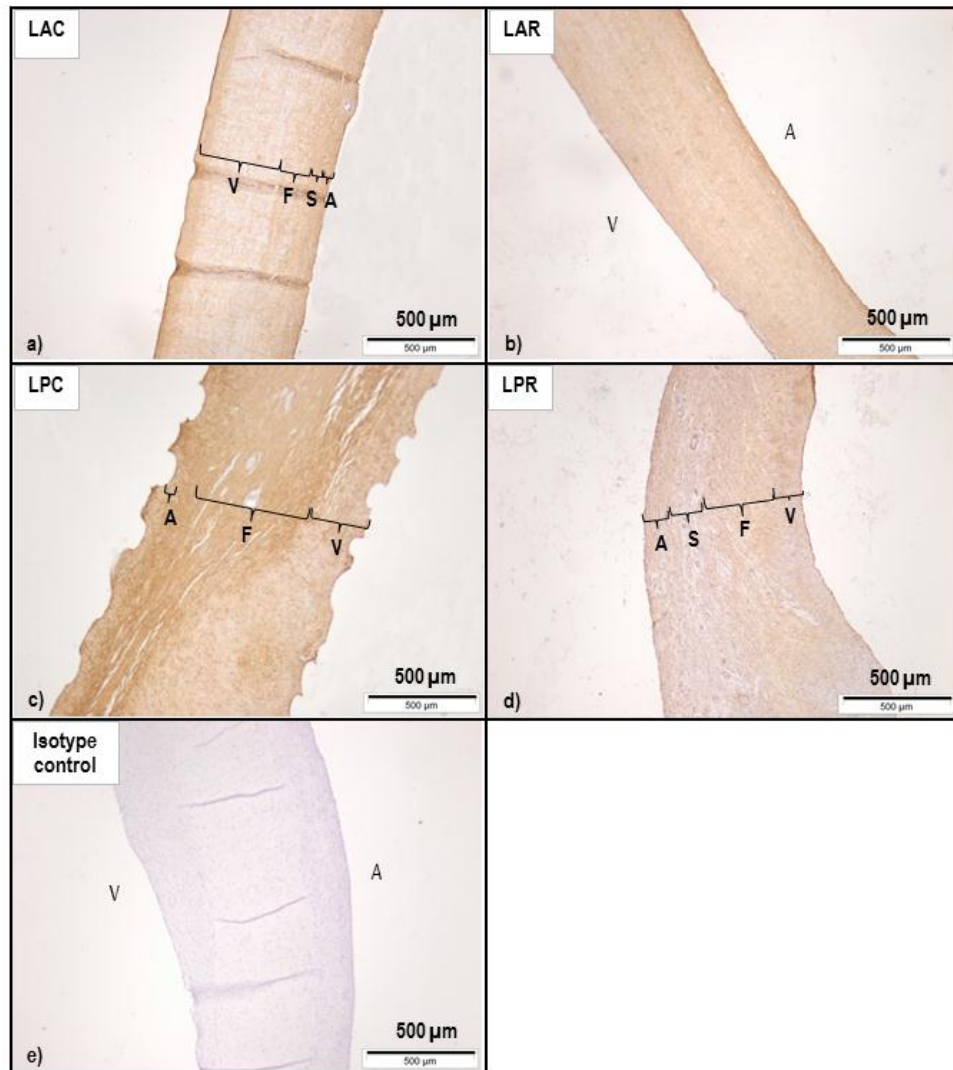 LAC
V
F
S
A
500 µm
500 µm
a)
LAR
A
V
500 µm
500 µm
b)
LPC
A
F
V
500 µm
500 µm
c)
LPR
A
S
F
V
500 µm
500 µm
d)
Isotype
control
V
A
500 µm
500 µm
e)